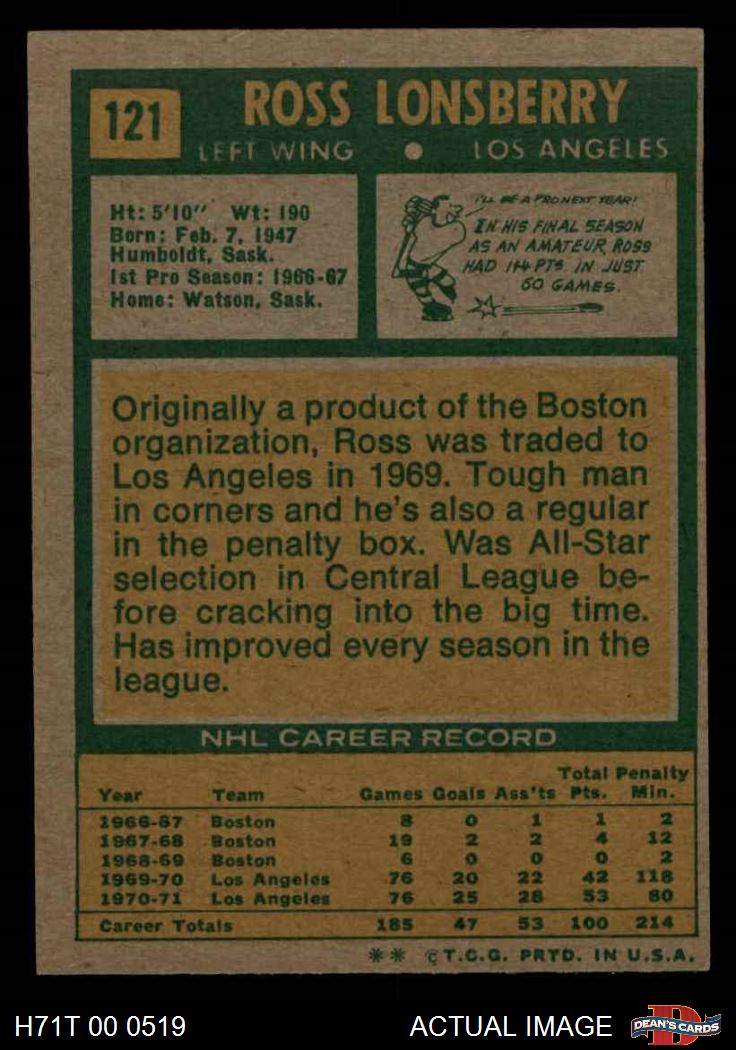 121
ROSS LONSBERRY
LEFT WING • LOS ANGELES
Ht: 5'10" Wt: 190
Born: Feb. 7, 1947
Humboldt, Sask.
1st Pro Season: 1966-67
Home: Watson, Sask.
I'LL BE A PRO NEXT YEAR!
IN HIS FINAL SEASON
AS AN AMATEUR ROSS
HAD 144 PTS IN JUST
60 GAMES.
Originally a product of the Boston
organization, Ross was traded to
Los Angeles in 1969. Tough man
in corners and he's also a regular
in the penalty box. Was All-Star
selection in Central League be-
fore cracking into the big time.
Has improved every season in the
league.
NHL CAREER RECORD
Total Penalty
Year Team Games Goals Ass'ts Pts. Min.
1966-67 Boston 8 0 1 1 2
1967-68 Boston 19 2 2 4 12
1968-69 Boston 6 0 0 0 2
1969-70 Los Angeles 76 20 22 42 118
1970-71 Los Angeles 76 25 28 53 80
Career Totals 185 47 53 100 214
** ©T.C.G. PRTD. IN U.S.A.
H71T 00 0519 ACTUAL IMAGE DEAN'S CARDS